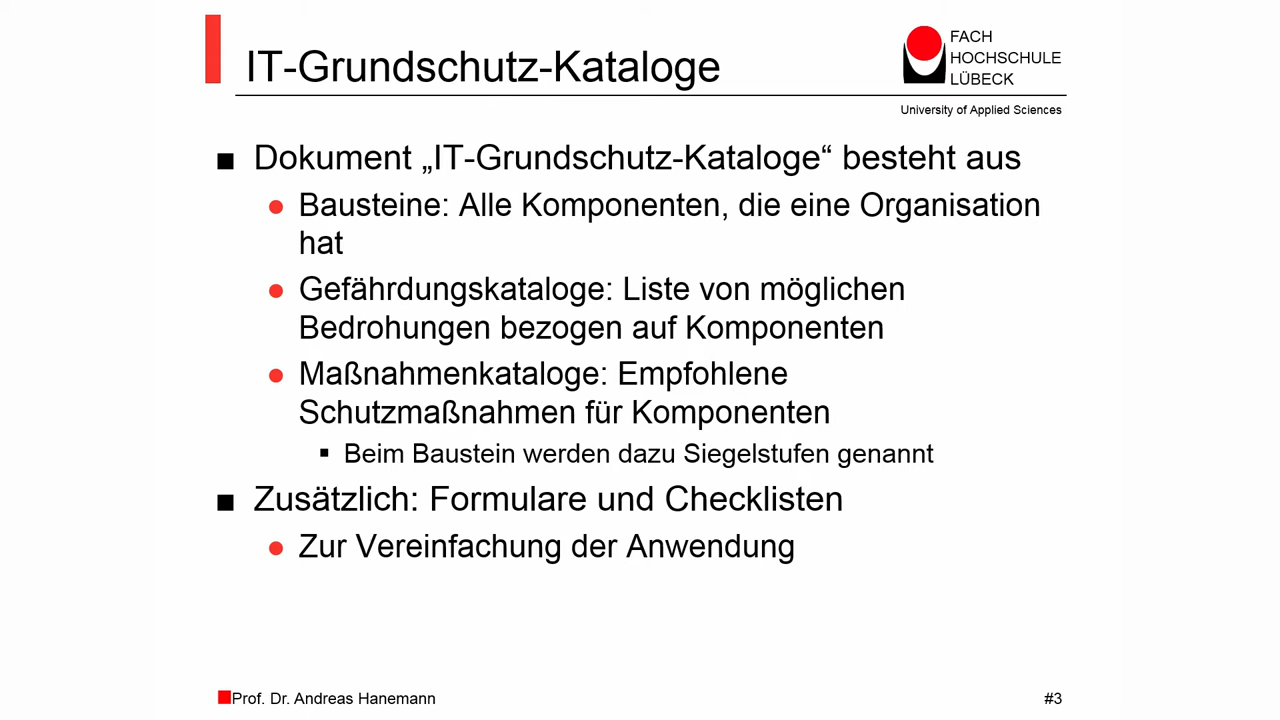 IT-Grundschutz-Kataloge
FACH
HOCHSCHULE
LÜBECK
University of Applied Sciences
Dokument „IT-Grundschutz-Kataloge“ besteht aus
Bausteine: Alle Komponenten, die eine Organisation
hat
Gefährdungskataloge: Liste von möglichen
Bedrohungen bezogen auf Komponenten
Maßnahmenkataloge: Empfohlene
Schutzmaßnahmen für Komponenten
Beim Baustein werden dazu Siegelstufen genannt
Zusätzlich: Formulare und Checklisten
Zur Vereinfachung der Anwendung
Prof. Dr. Andreas Hanemann
#3